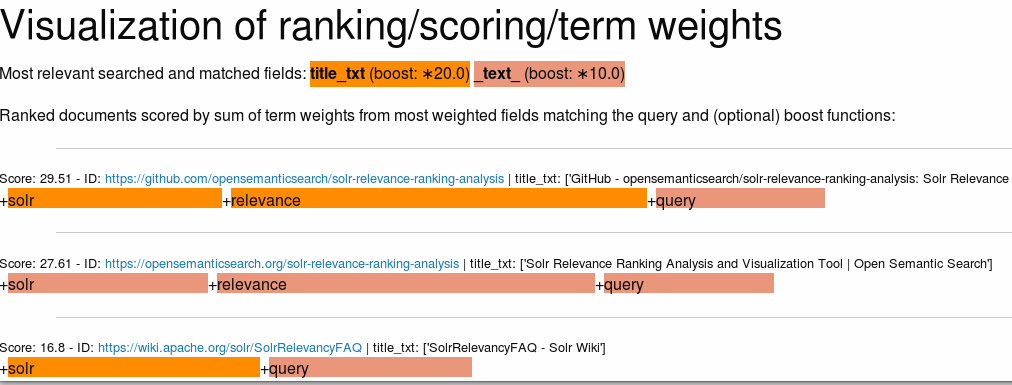 Visualization of ranking/scoring/term weights
Most relevant searched and matched fields: title_txt (boost: ∗20.0) _text_ (boost: ∗10.0)
Ranked documents scored by sum of term weights from most weighted fields matching the query and (optional) boost functions:
Score: 29.51 - ID: https://github.com/opensemanticsearch/solr-relevance-ranking-analysis | title_txt: ['GitHub - opensemanticsearch/solr-relevance-ranking-analysis: Solr Relevance
+solr +relevance +query
Score: 27.61 - ID: https://opensemanticsearch.org/solr-relevance-ranking-analysis | title_txt: ['Solr Relevance Ranking Analysis and Visualization Tool | Open Semantic Search']
+solr +relevance +query
Score: 16.8 - ID: https://wiki.apache.org/solr/SolrRelevancyFAQ | title_txt: ['SolrRelevancyFAQ - Solr Wiki']
+solr +query